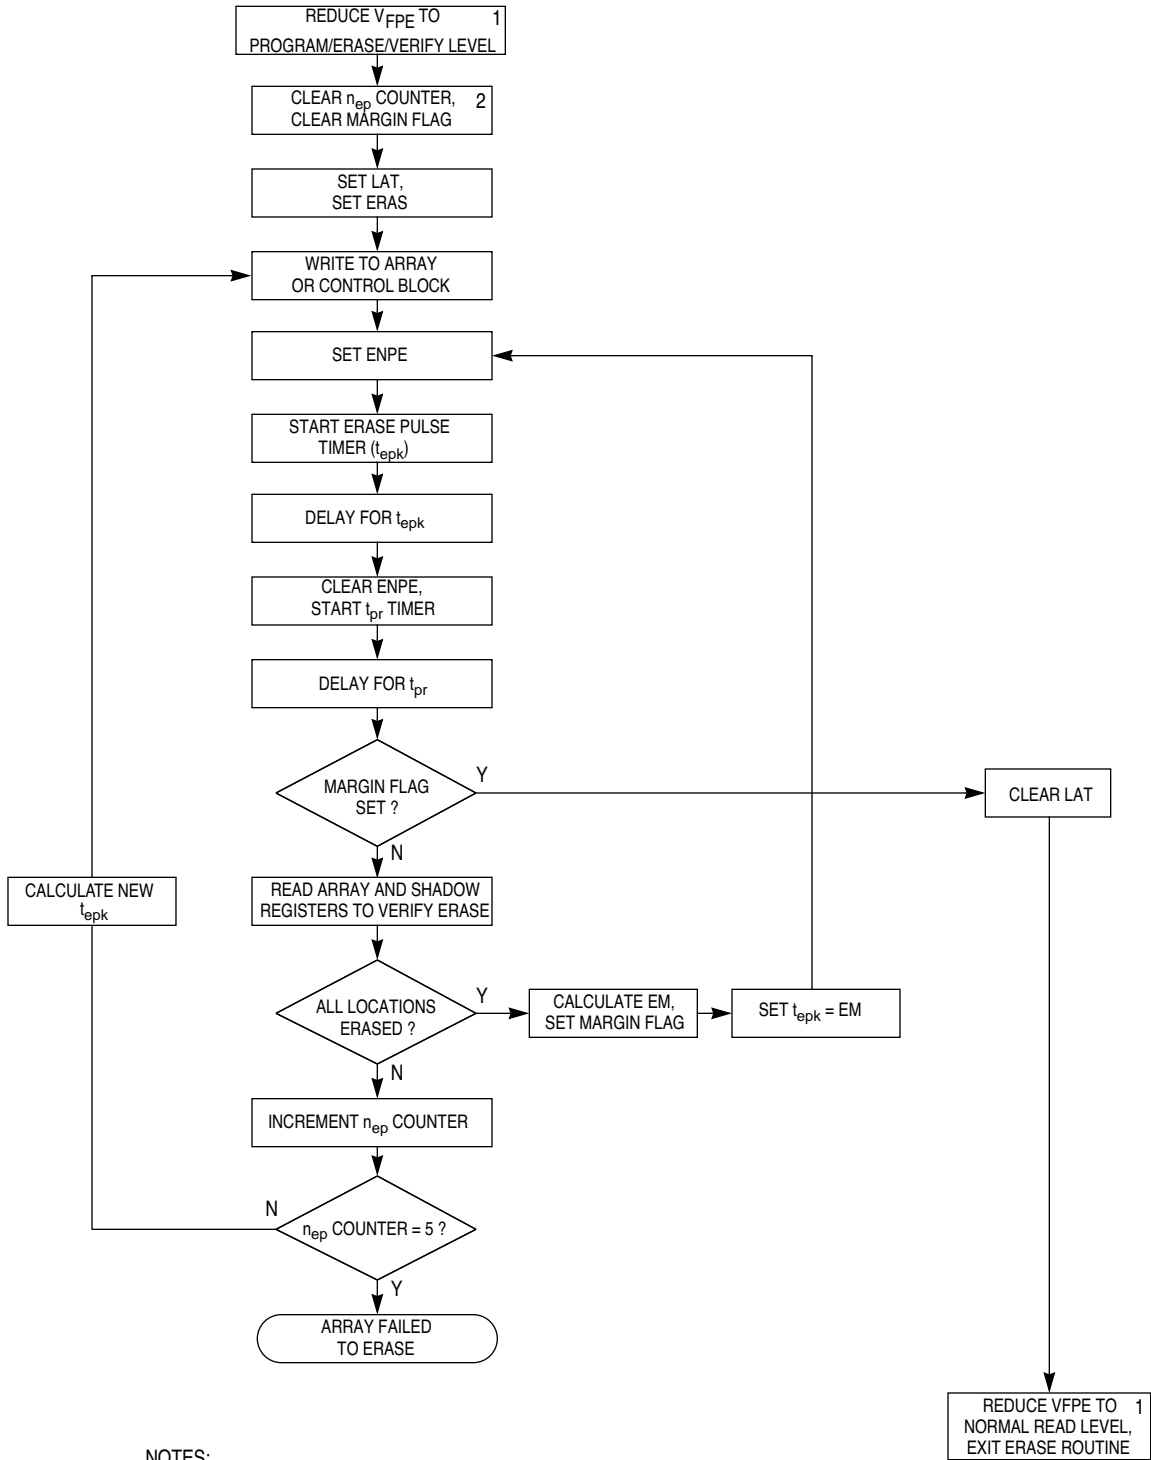 REDUCE VFPE TO 1
PROGRAM/ERASE/VERIFY LEVEL
CLEAR nep COUNTER, 2
CLEAR MARGIN FLAG
SET LAT,
SET ERAS
WRITE TO ARRAY
OR CONTROL BLOCK
SET ENPE
START ERASE PULSE
TIMER (tepk)
DELAY FOR tepk
CLEAR ENPE,
START tpr TIMER
DELAY FOR tpr
MARGIN FLAG
SET ?
Y
CLEAR LAT
N
CALCULATE NEW
tepk
READ ARRAY AND SHADOW
REGISTERS TO VERIFY ERASE
ALL LOCATIONS
ERASED ?
Y
CALCULATE EM,
SET MARGIN FLAG
SET tepk = EM
N
INCREMENT nep COUNTER
N
nep COUNTER = 5 ?
Y
ARRAY FAILED
TO ERASE
REDUCE VFPE TO 1
NORMAL READ LEVEL,
EXIT ERASE ROUTINE
NOTES: